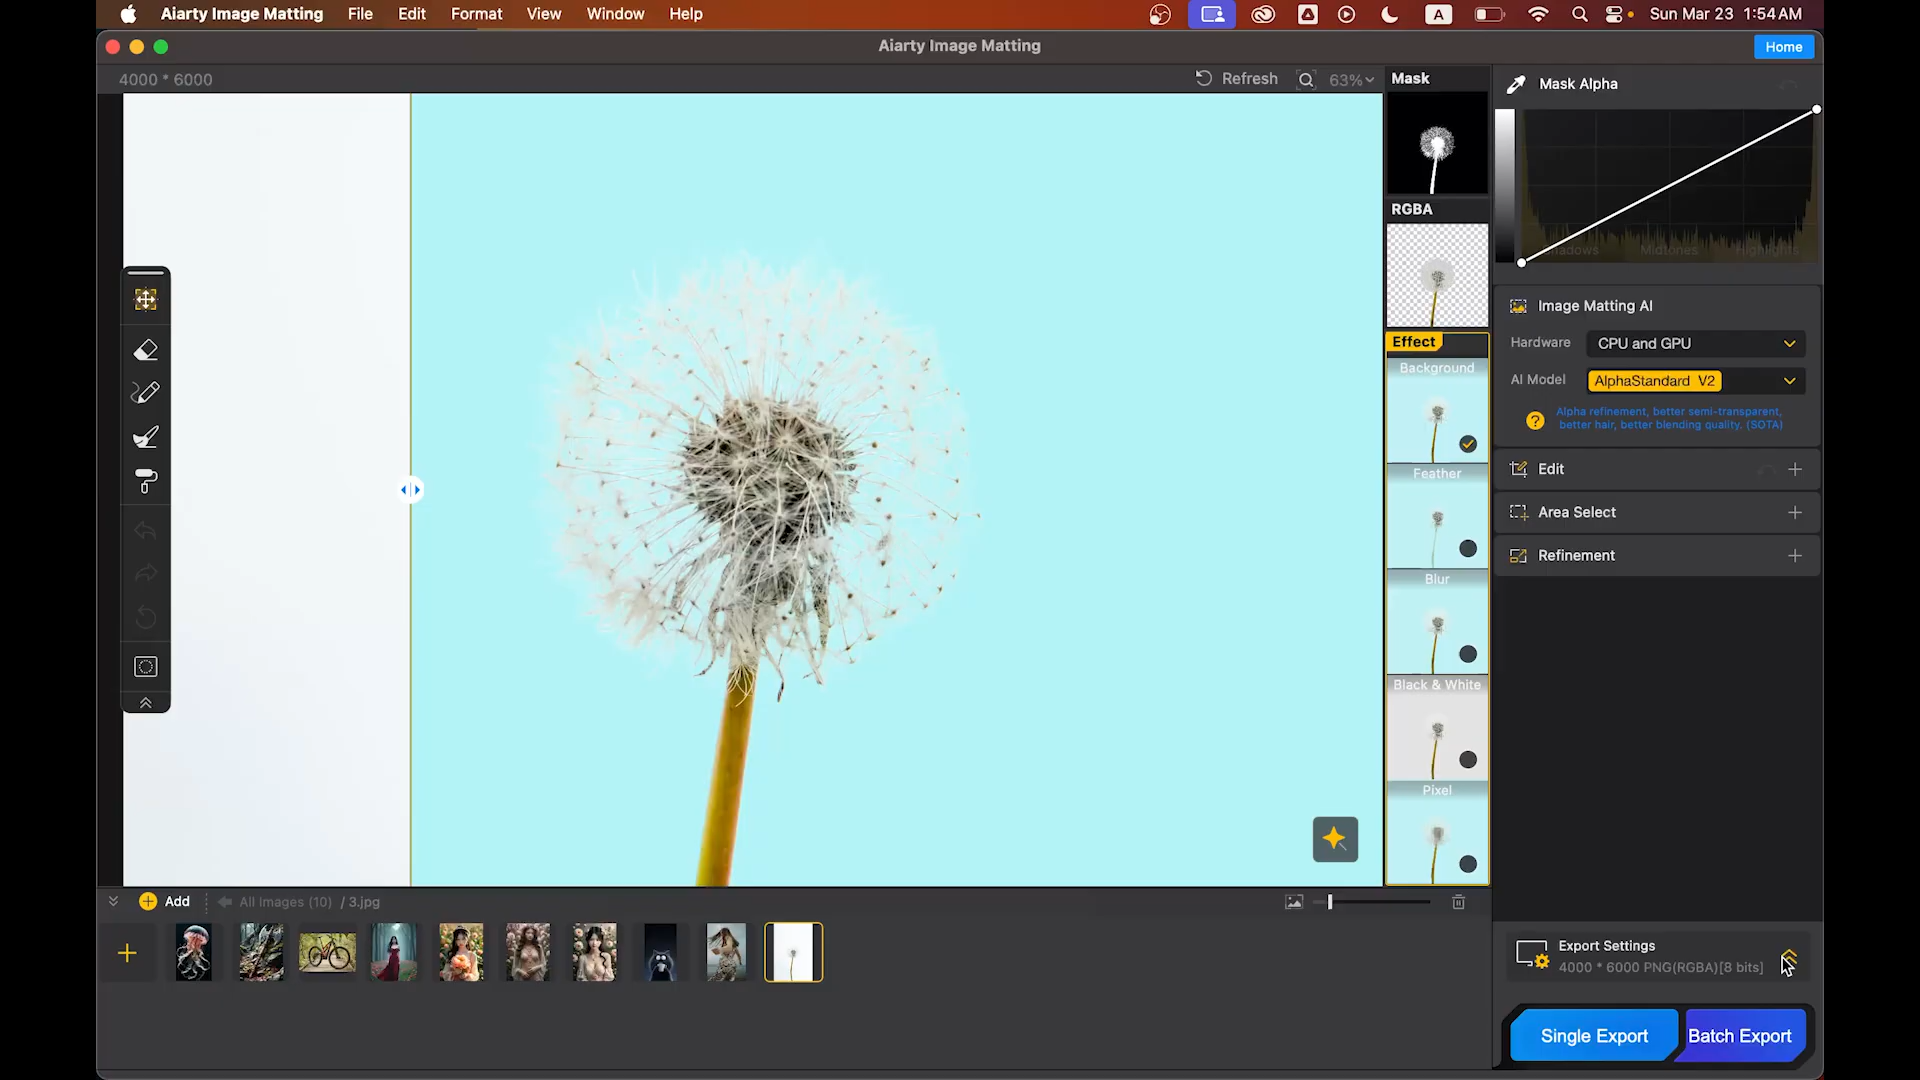 Aiarty Image Matting File Edit Format View Window Help A Sun Mar 23 1:54 AM
Aiarty Image Matting
Home
4000 * 6000
Refresh
63%
Mask
RGBA
Effect
Background
Feather
Blur
Black & White
Pixel
Mask Alpha
Shadows Midtones Highlights
Image Matting AI
Hardware CPU and GPU
AI Model AlphaStandard V2
? Alpha refinement, better semi-transparent,
better hair, better blending quality. (SOTA)
Edit
Area Select
Refinement
Add
All Images (10) / 3.jpg
Export Settings
4000 * 6000 PNG(RGBA)[8 bits]
Single Export
Batch Export